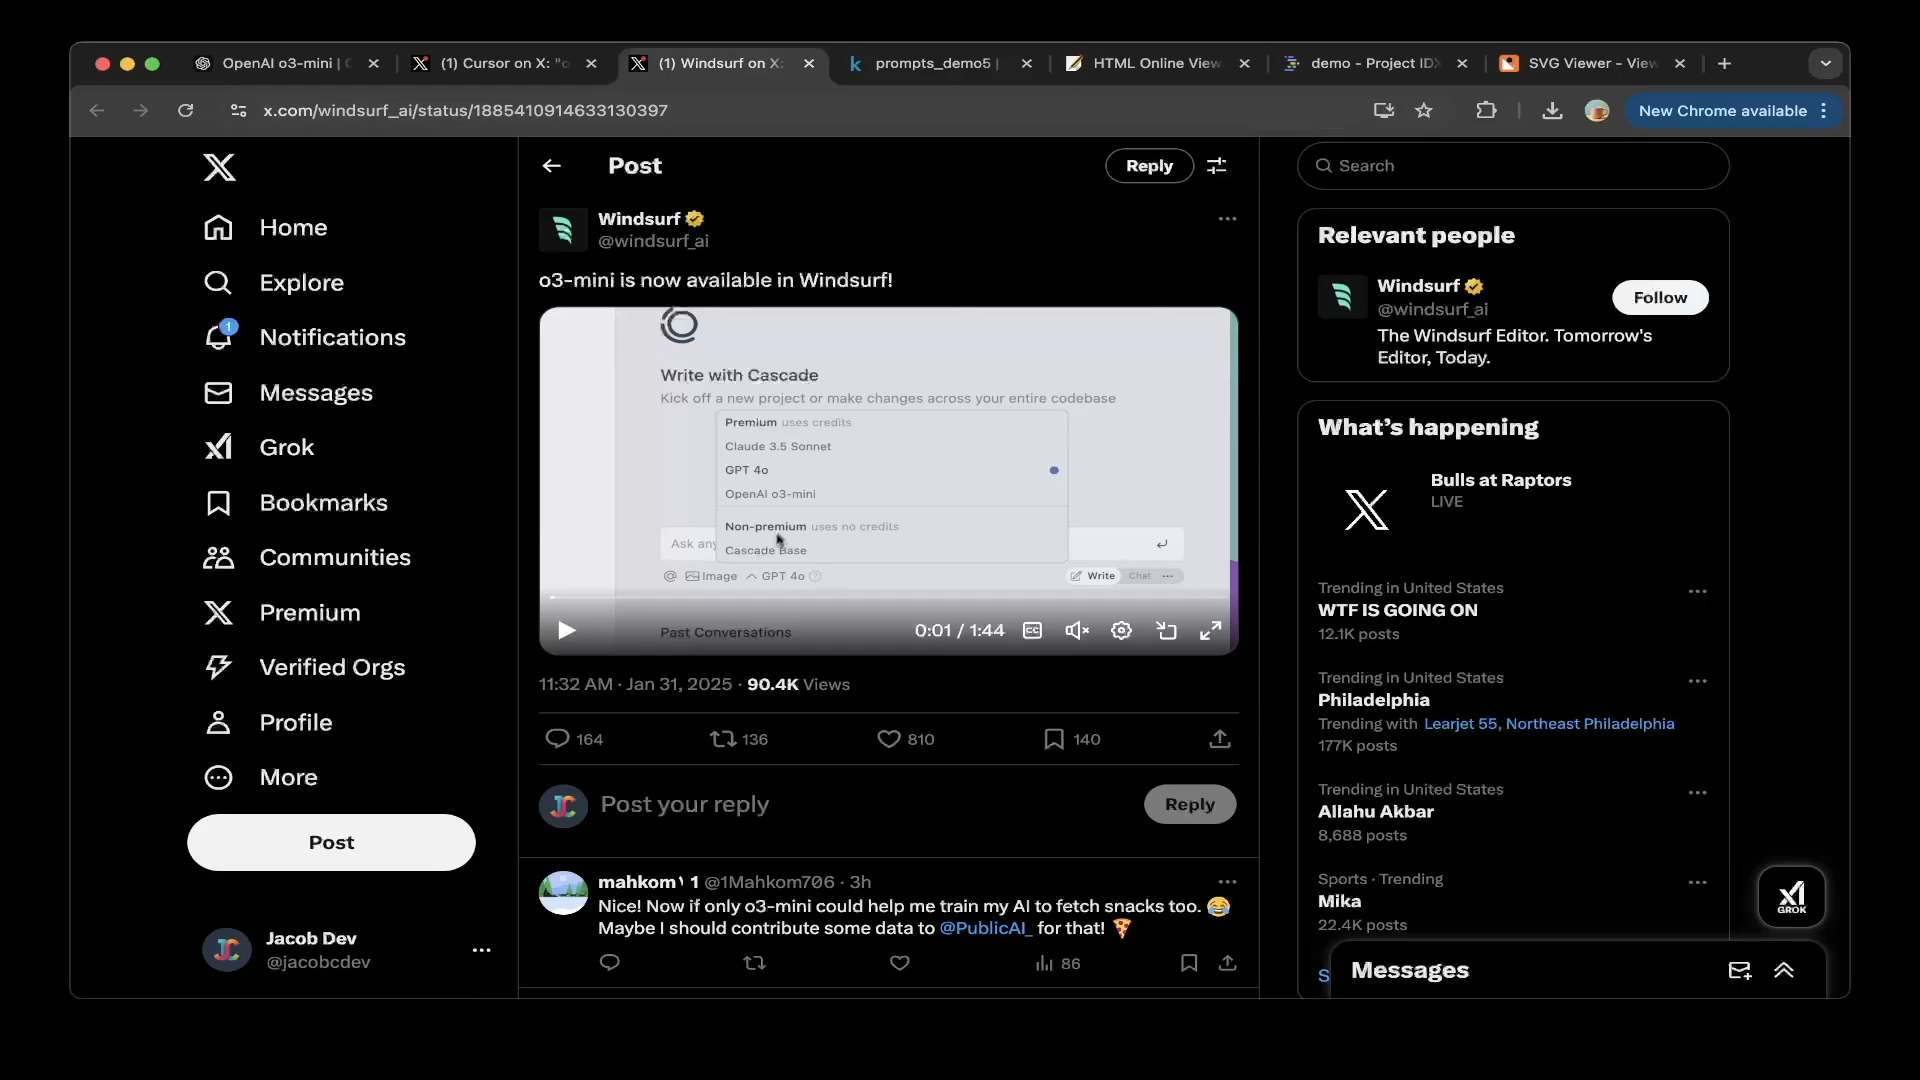 OpenAI o3-mini |
(1) Cursor on X: "o
(1) Windsurf on X:
prompts_demo5 |
HTML Online View
demo - Project IDX
SVG Viewer - View
x.com/windsurf_ai/status/1885410914633130397
New Chrome available
Home
Explore
1
Notifications
Messages
Grok
Bookmarks
Communities
Premium
Verified Orgs
Profile
More
Post
Jacob Dev
@jacobcdev
Post
Reply
Windsurf
@windsurf_ai
o3-mini is now available in Windsurf!
Write with Cascade
Kick off a new project or make changes across your entire codebase
Premium uses credits
Claude 3.5 Sonnet
GPT 4o
OpenAI o3-mini
Non-premium uses no credits
Cascade Base
Ask any
@ Image GPT 4o
Write Chat
Past Conversations
0:01 / 1:44
CC
11:32 AM · Jan 31, 2025 · 90.4K Views
164 136 810 140
JC
Post your reply
Reply
@1Mahkom706 · 3h
Nice! Now if only o3-mini could help me train my AI to fetch snacks too. 😂
Maybe I should contribute some data to @PublicAI_ for that! 🍕
86
Search
Relevant people
Windsurf
@windsurf_ai
Follow
The Windsurf Editor. Tomorrow's
Editor, Today.
What's happening
Bulls at Raptors
LIVE
Trending in United States
WTF IS GOING ON
12.1K posts
Trending in United States
Philadelphia
Trending with Learjet 55, Northeast Philadelphia
177K posts
Trending in United States
Allahu Akbar
8,688 posts
Sports · Trending
Mika
22.4K posts
S
GROK
Messages